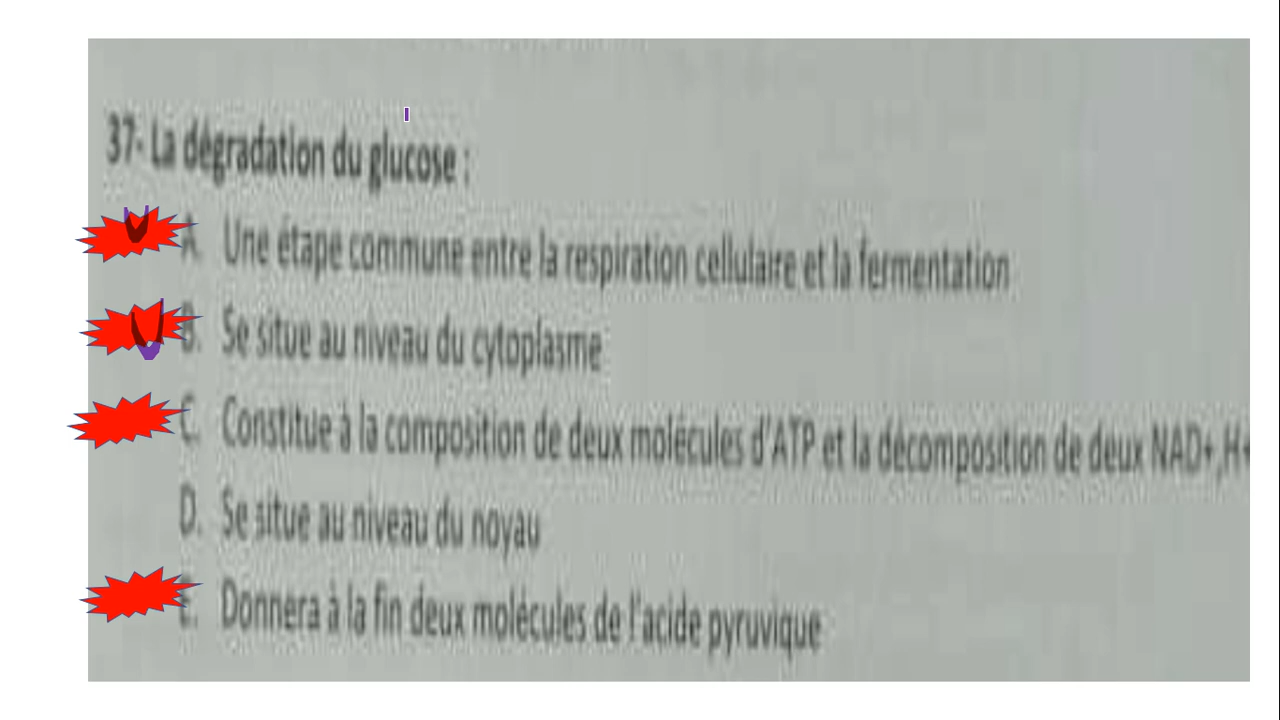 37- La dégradation du glucose :
A. Une étape commune entre la respiration cellulaire et la fermentation
B. Se situe au niveau du cytoplasme
C. Constitue à la composition de deux molécules d'ATP et la décomposition de deux NAD+,H+
D. Se situe au niveau du noyau
E. Donnera à la fin deux molécules de l'acide pyruvique